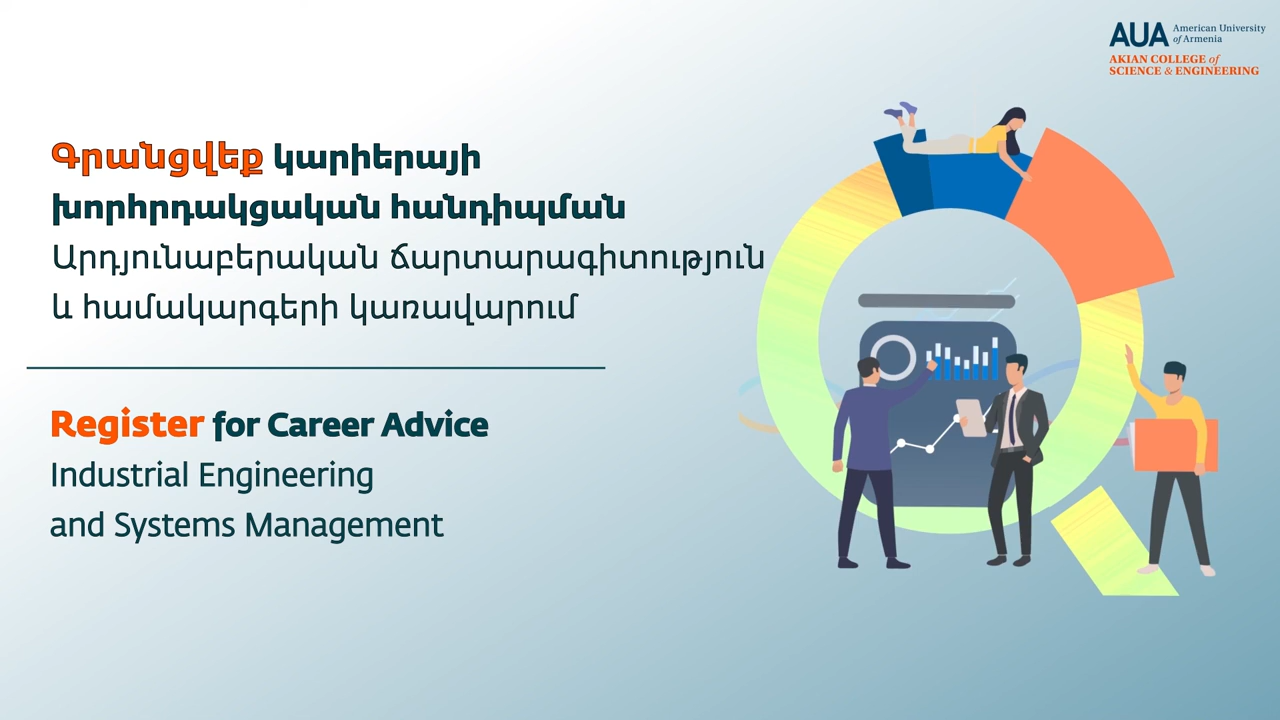 AUA American University
of Armenia
AKIAN COLLEGE of
SCIENCE & ENGINEERING
Գրանցվեք կարիերայի
խորհրդակցական հանդիպման
Արդյունաբերական ճարտարագիտություն
և համակարգերի կառավարում
Register for Career Advice
Industrial Engineering
and Systems Management